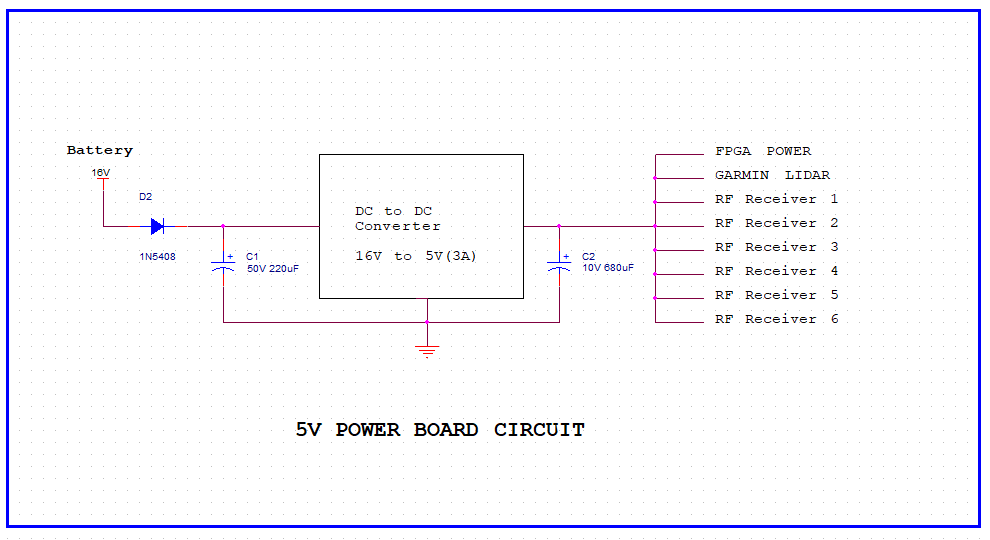 Battery
16V
D2
1N5408
+
C1
50V 220uF
DC to DC
Converter
16V to 5V(3A)
+
C2
10V 680uF
FPGA POWER
GARMIN LIDAR
RF Receiver 1
RF Receiver 2
RF Receiver 3
RF Receiver 4
RF Receiver 5
RF Receiver 6
5V POWER BOARD CIRCUIT